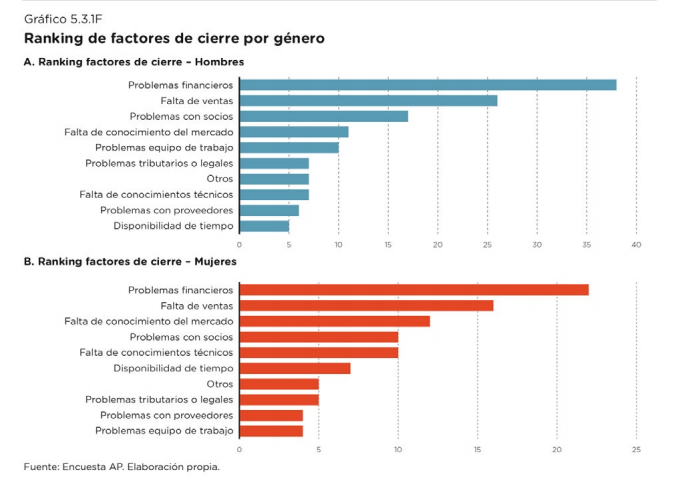 Gráfico 5.3.1F
Ranking de factores de cierre por género
A. Ranking factores de cierre – Hombres
Problemas financieros
Falta de ventas
Problemas con socios
Falta de conocimiento del mercado
Problemas equipo de trabajo
Problemas tributarios o legales
Otros
Falta de conocimientos técnicos
Problemas con proveedores
Disponibilidad de tiempo
0 5 10 15 20 25 30 35 40
B. Ranking factores de cierre – Mujeres
Problemas financieros
Falta de ventas
Falta de conocimiento del mercado
Problemas con socios
Falta de conocimientos técnicos
Disponibilidad de tiempo
Otros
Problemas tributarios o legales
Problemas con proveedores
Problemas equipo de trabajo
0 5 10 15 20 25
Fuente: Encuesta AP. Elaboración propia.